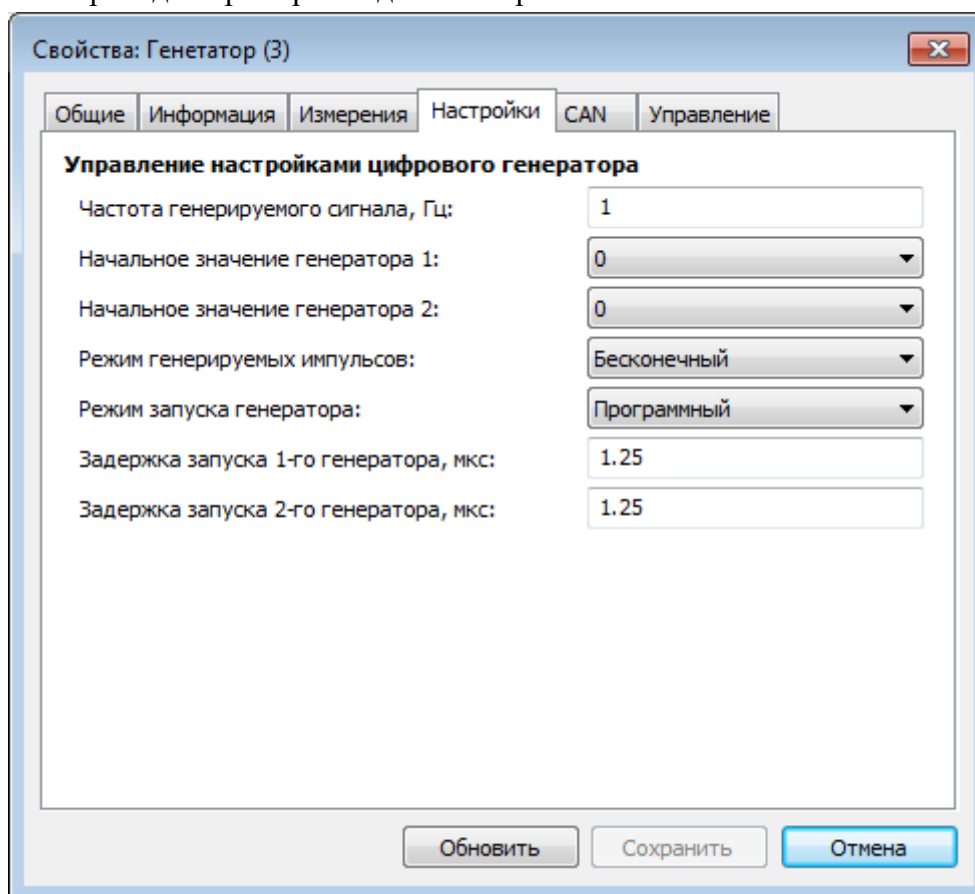 Свойства: Генетатор (3)
Общие Информация Измерения Настройки CAN Управление
Управление настройками цифрового генератора
Частота генерируемого сигнала, Гц: 1
Начальное значение генератора 1: 0
Начальное значение генератора 2: 0
Режим генерируемых импульсов: Бесконечный
Режим запуска генератора: Программный
Задержка запуска 1-го генератора, мкс: 1.25
Задержка запуска 2-го генератора, мкс: 1.25
Обновить Сохранить Отмена